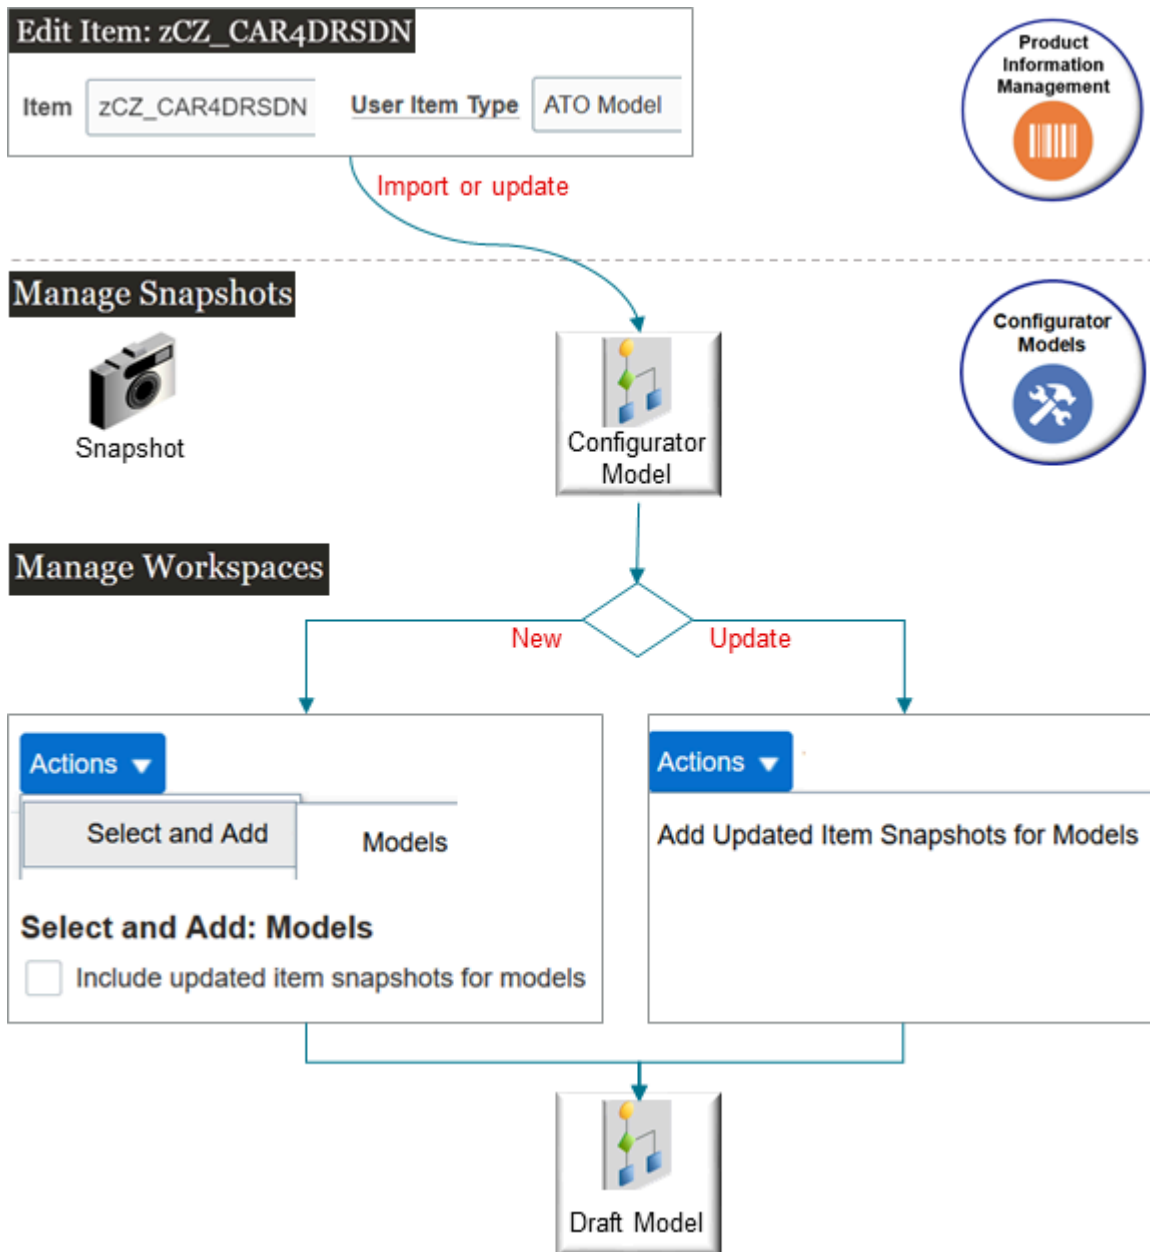 Edit Item: zCZ_CAR4DRSDN
Item zCZ_CAR4DRSDN User Item Type ATO Model
Product
Information
Management
Import or update
Manage Snapshots
Snapshot
Configurator
Model
Configurator
Models
Manage Workspaces
New
Update
Actions
Select and Add
Models
Select and Add: Models
Include updated item snapshots for models
Actions
Add Updated Item Snapshots for Models
Draft Model